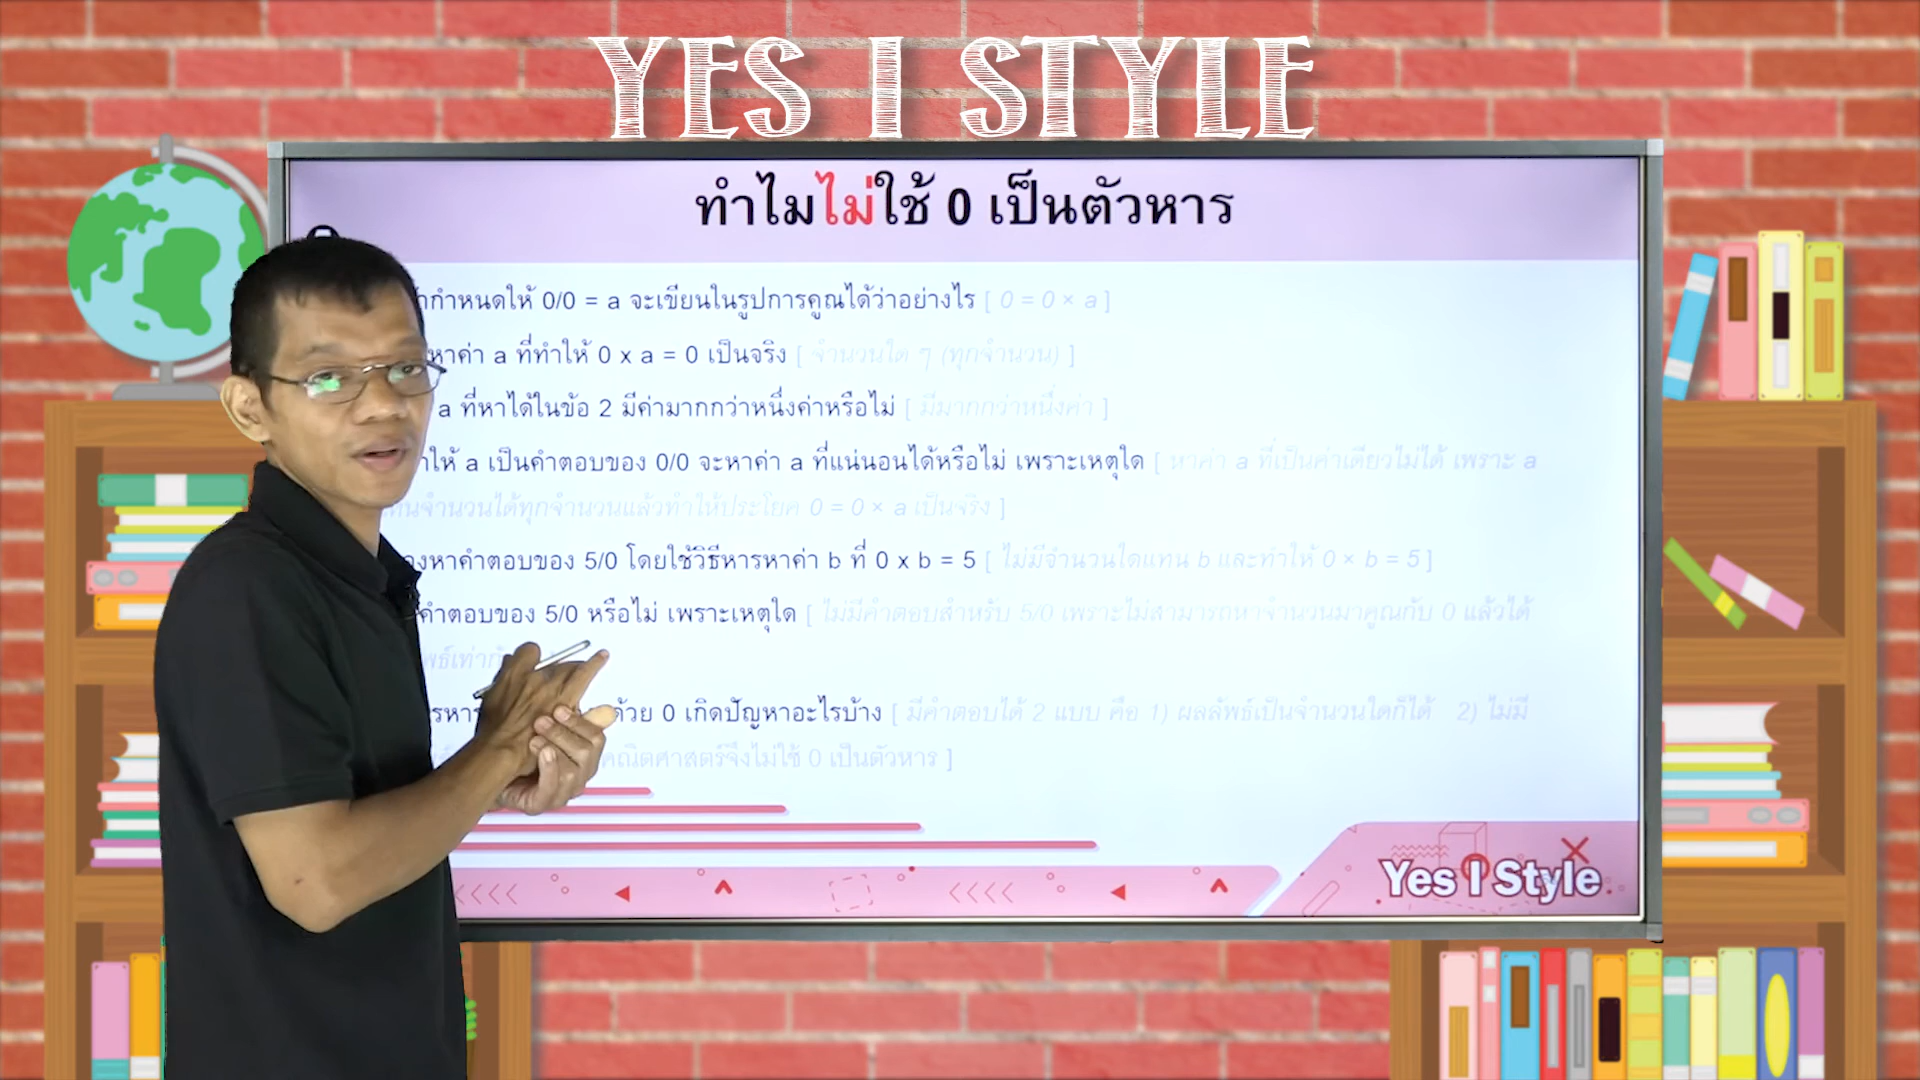 YES I STYLE
ทำไมไม่ใช้ 0 เป็นตัวหาร
กำหนดให้ 0/0 = a จะเขียนในรูปการคูณได้ว่าอย่างไร [ 0 = 0 × a ]
หาค่า a ที่ทำให้ 0 x a = 0 เป็นจริง [ จำนวนใด ๆ (ทุกจำนวน) ]
a ที่หาได้ในข้อ 2 มีค่ามากกว่าหนึ่งค่าหรือไม่ [ มีมากกว่าหนึ่งค่า ]
ให้ a เป็นคำตอบของ 0/0 จะหาค่า a ที่แน่นอนได้หรือไม่ เพราะเหตุใด [ หาค่า a ที่เป็นค่าเดียวไม่ได้ เพราะ a
จำนวนได้ทุกจำนวนแล้วทำให้ประโยค 0 = 0 × a เป็นจริง ]
หาคำตอบของ 5/0 โดยใช้วิธีหารหาค่า b ที่ 0 x b = 5 [ ไม่มีจำนวนใดแทน b และทำให้ 0 × b = 5 ]
คำตอบของ 5/0 หรือไม่ เพราะเหตุใด [ ไม่มีคำตอบสำหรับ 5/0 เพราะไม่สามารถหาจำนวนมาคูณกับ 0 แล้วได้
ด้วย 0 เกิดปัญหาอะไรบ้าง [ มีคำตอบได้ 2 แบบ คือ 1) ผลลัพธ์เป็นจำนวนใดก็ได้ 2) ไม่มี
คณิตศาสตร์จึงไม่ใช้ 0 เป็นตัวหาร ]
Yes I Style